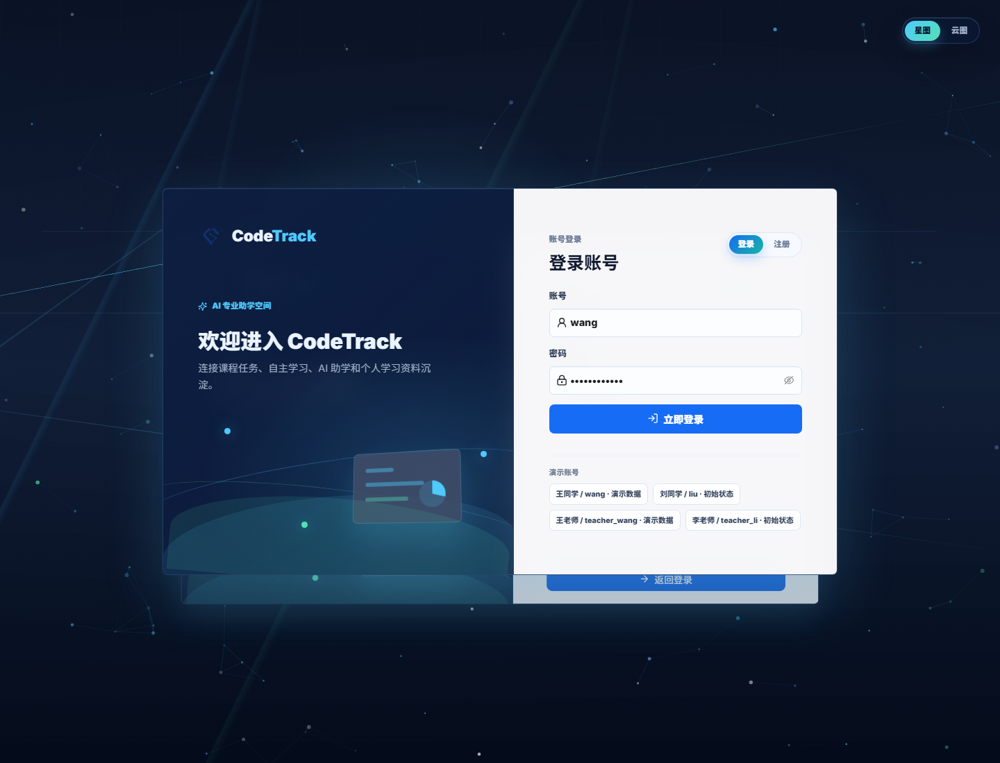 星图 云图
CodeTrack
AI 专业助学空间
欢迎进入 CodeTrack
连接课程任务、自主学习、AI 助学和个人学习资料沉
淀。
账号登录
登录 注册
登录账号
账号
wang
密码
••••••••••••
立即登录
演示账号
王同学 / wang · 演示数据
刘同学 / liu · 初始状态
王老师 / teacher_wang · 演示数据
李老师 / teacher_li · 初始状态
返回登录